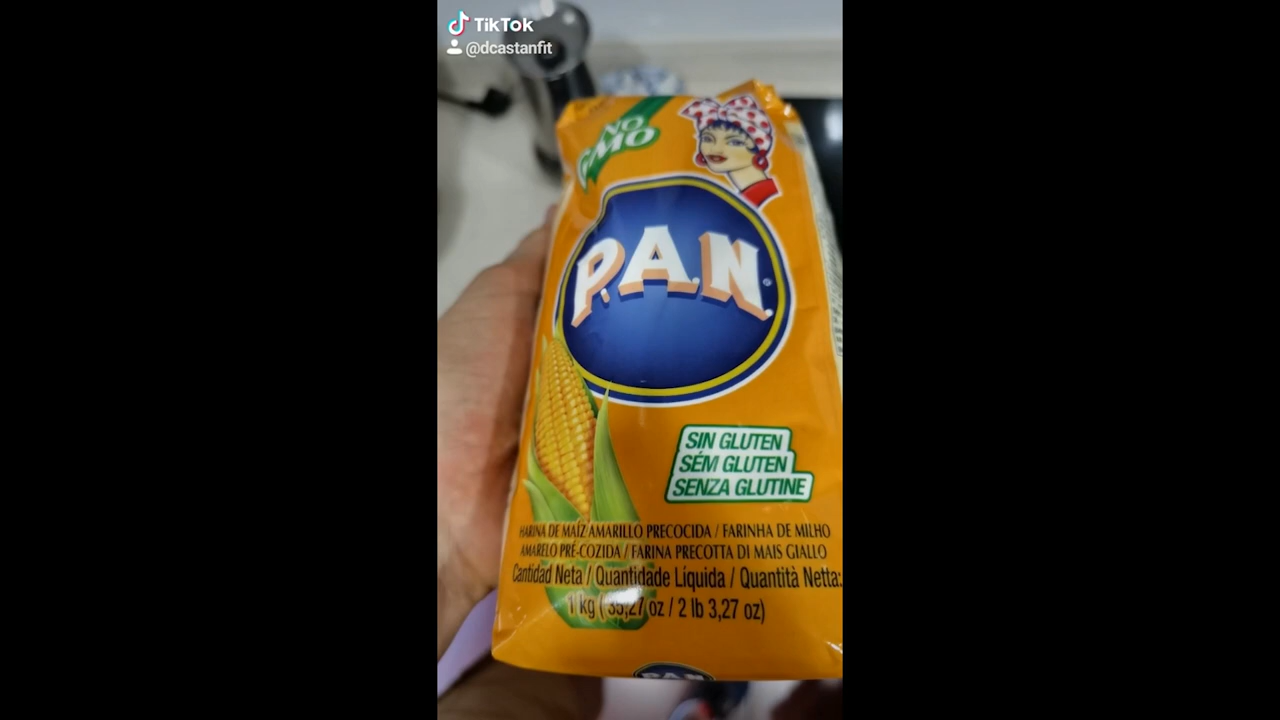 TikTok
@dcastanfit
NO
GMO
P.A.N.
SIN GLUTEN
SÉM GLUTEN
SENZA GLUTINE
HARINA DE MAÍZ AMARILLO PRECOCIDA / FARINHA DE MILHO
AMARELO PRÉ-COZIDA / FARINA PRECOTTA DI MAIS GIALLO
Cantidad Neta / Quantidade Líquida / Quantità Netta:
1 kg ( 35,27 oz / 2 lb 3,27 oz)
P.A.N.